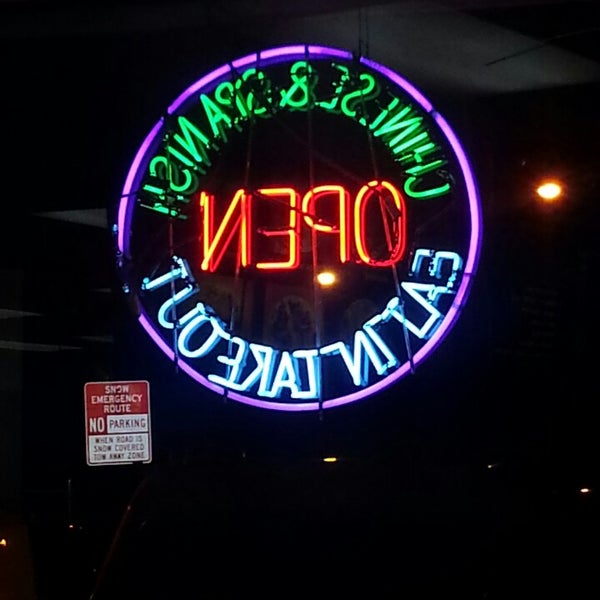 CHINESE & SPANISH
OPEN
EAT IN TAKE OUT
SNOW
EMERGENCY
ROUTE
NO PARKING
WHEN ROAD IS
SNOW COVERED
TOW AWAY ZONE